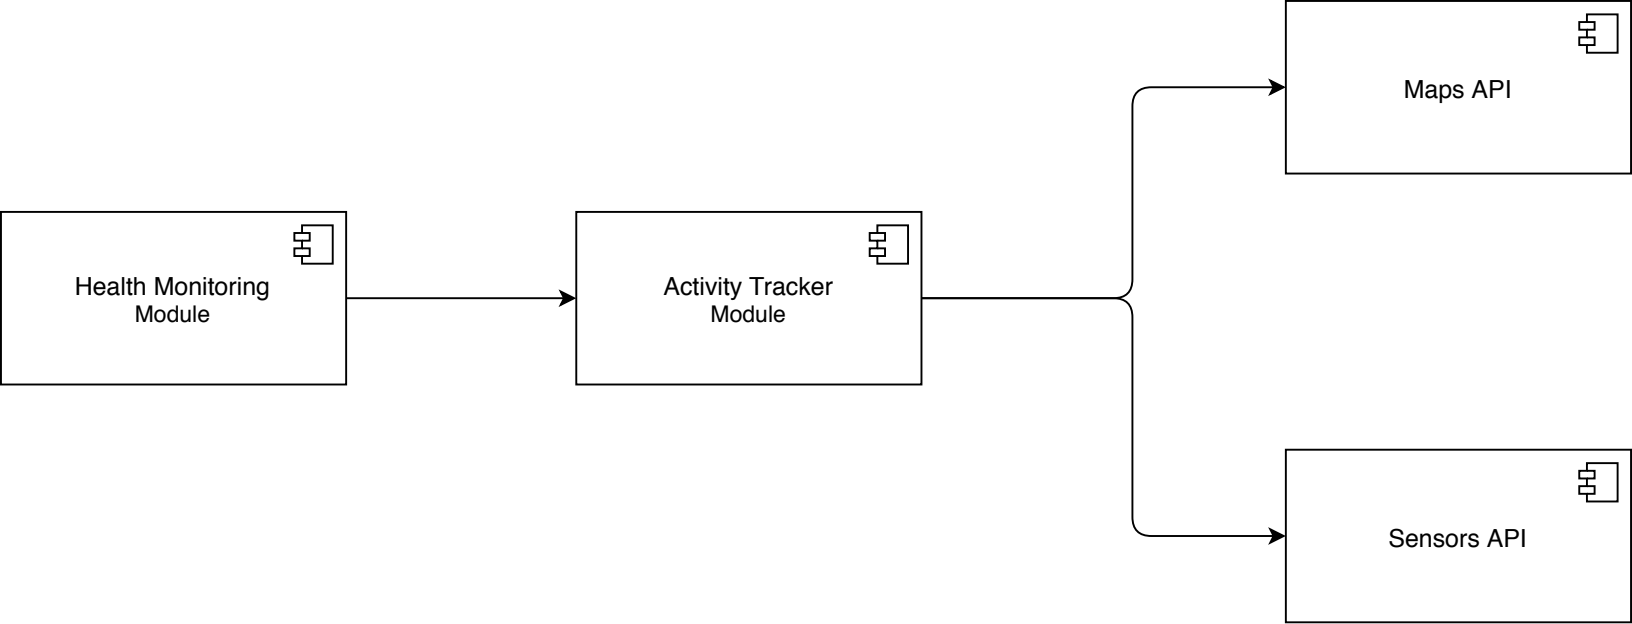 Maps API
Health Monitoring
Module
Activity Tracker
Module
Sensors API